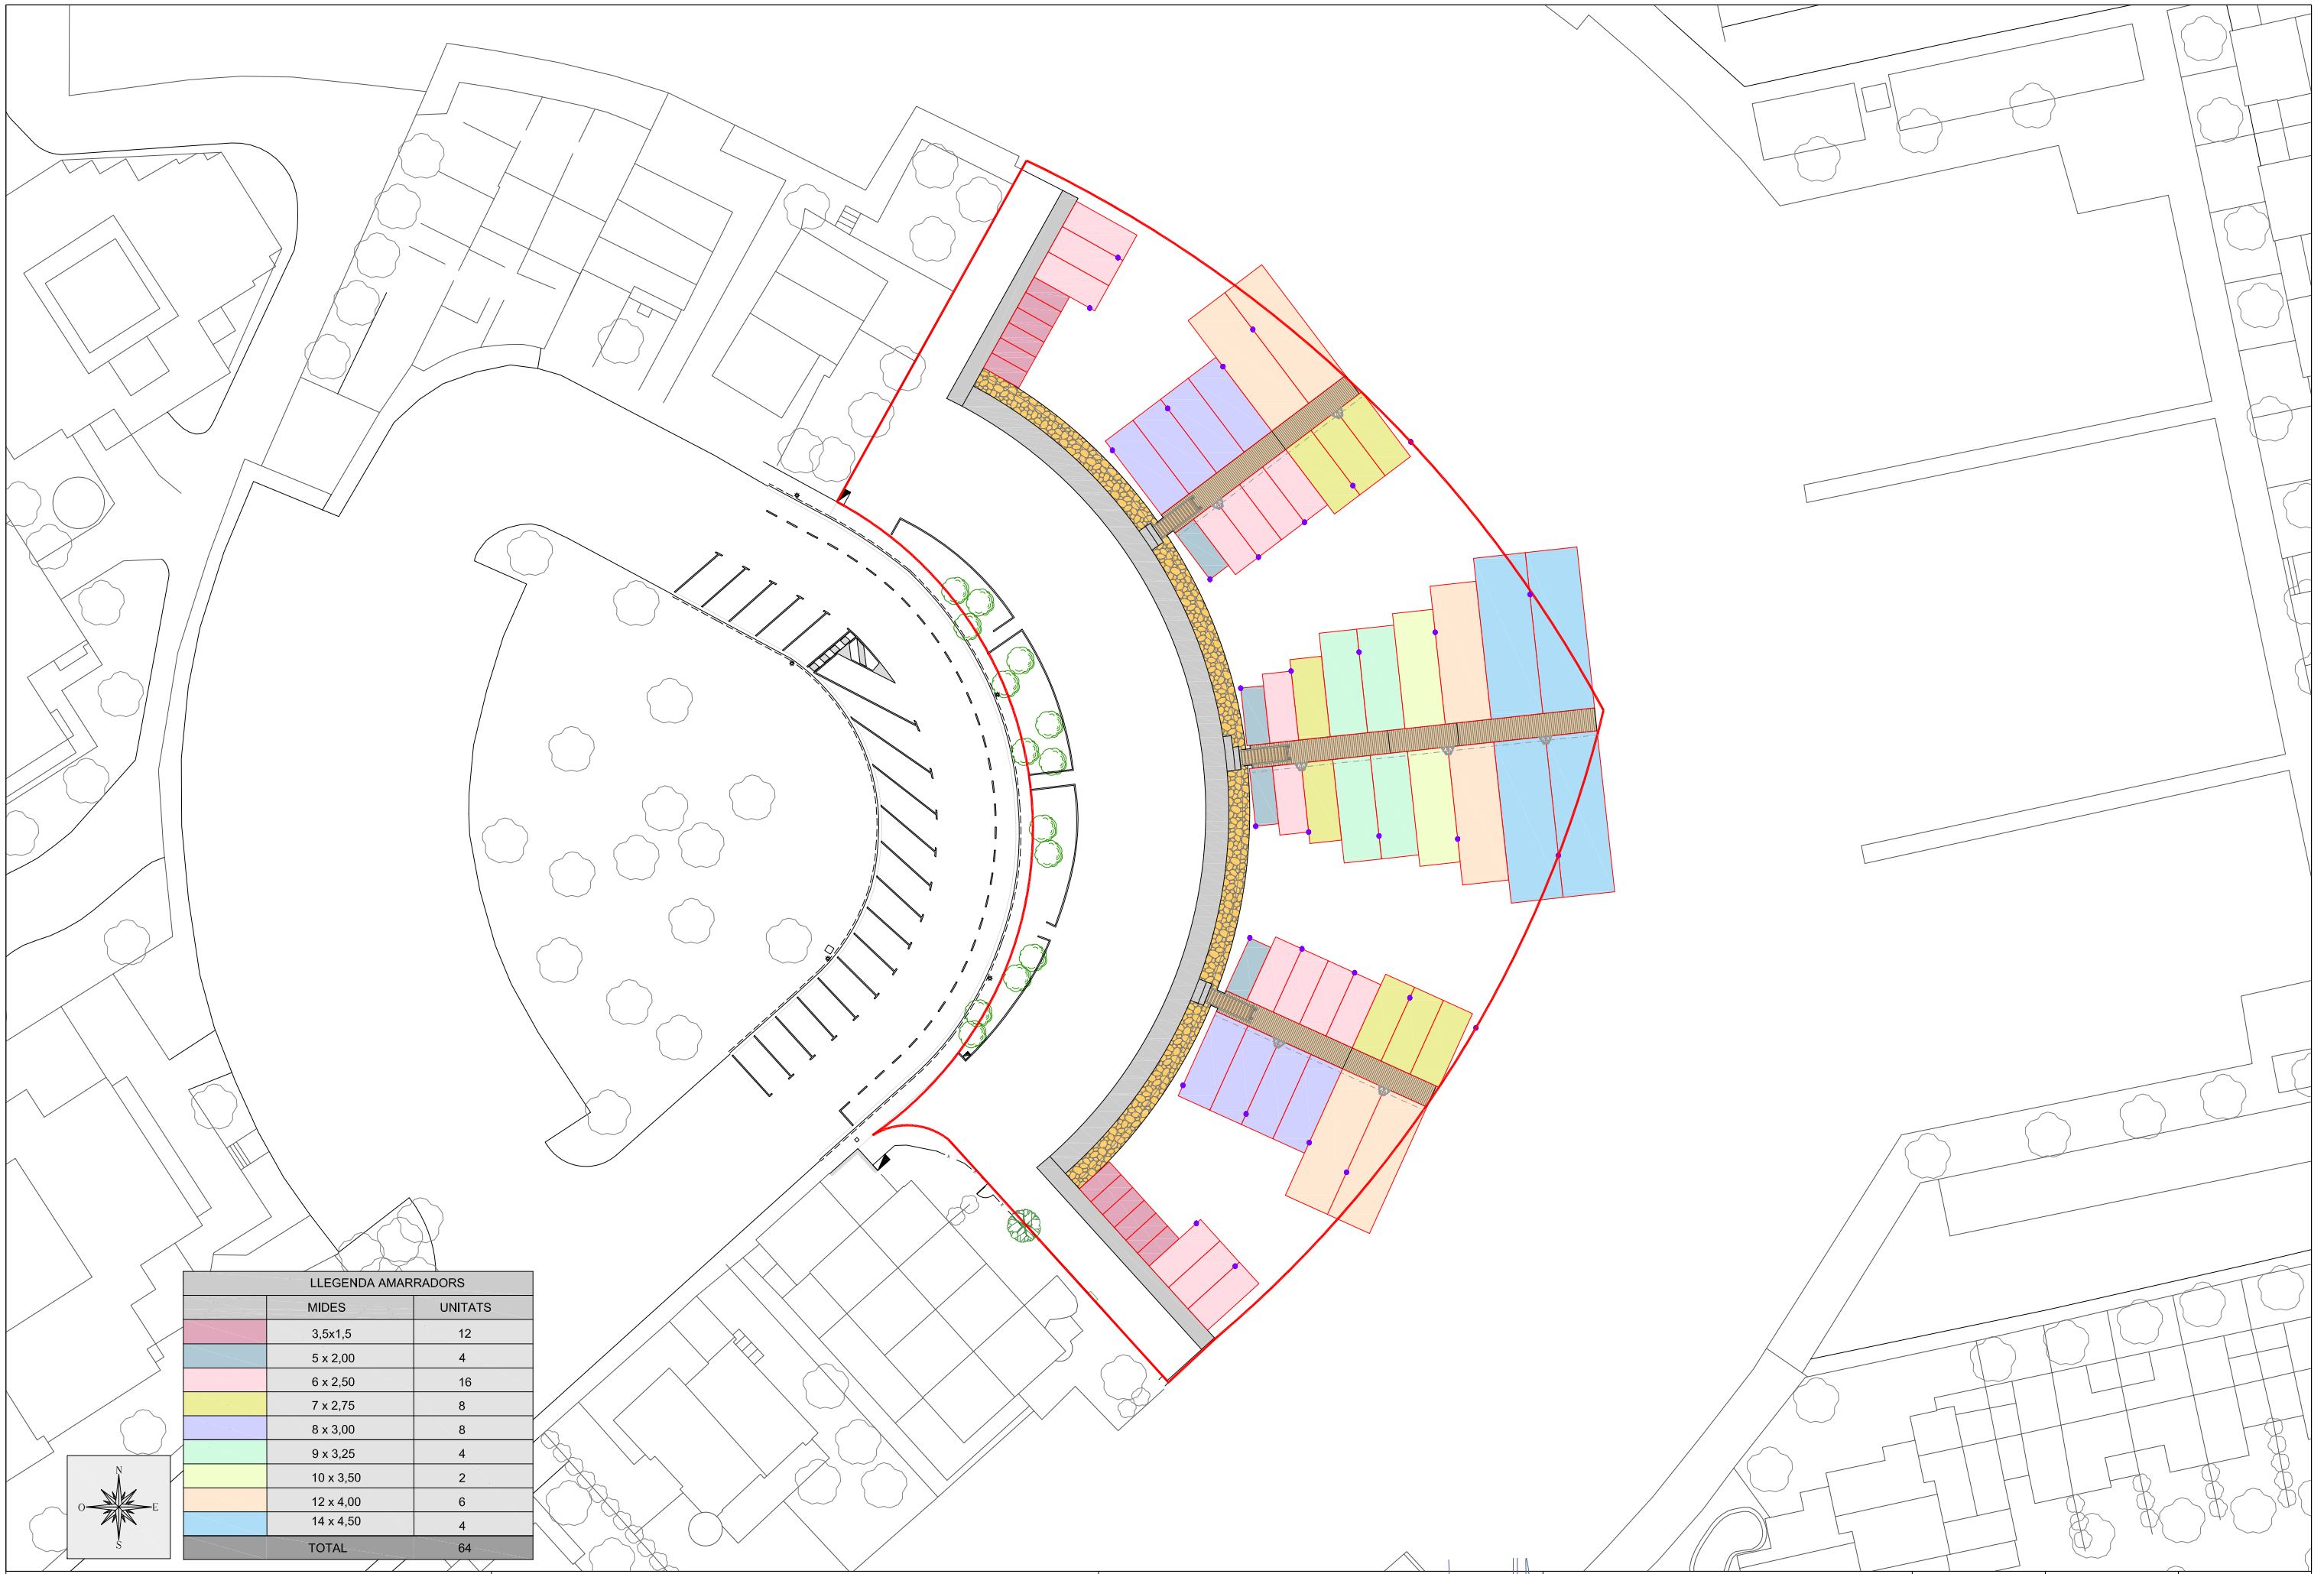 LLEGENDA AMARRADORS
MIDES UNITATS
3,5x1,5 12
5 x 2,00 4
6 x 2,50 16
7 x 2,75 8
8 x 3,00 8
9 x 3,25 4
10 x 3,50 2
12 x 4,00 6
14 x 4,50 4
TOTAL 64
N
O E
S